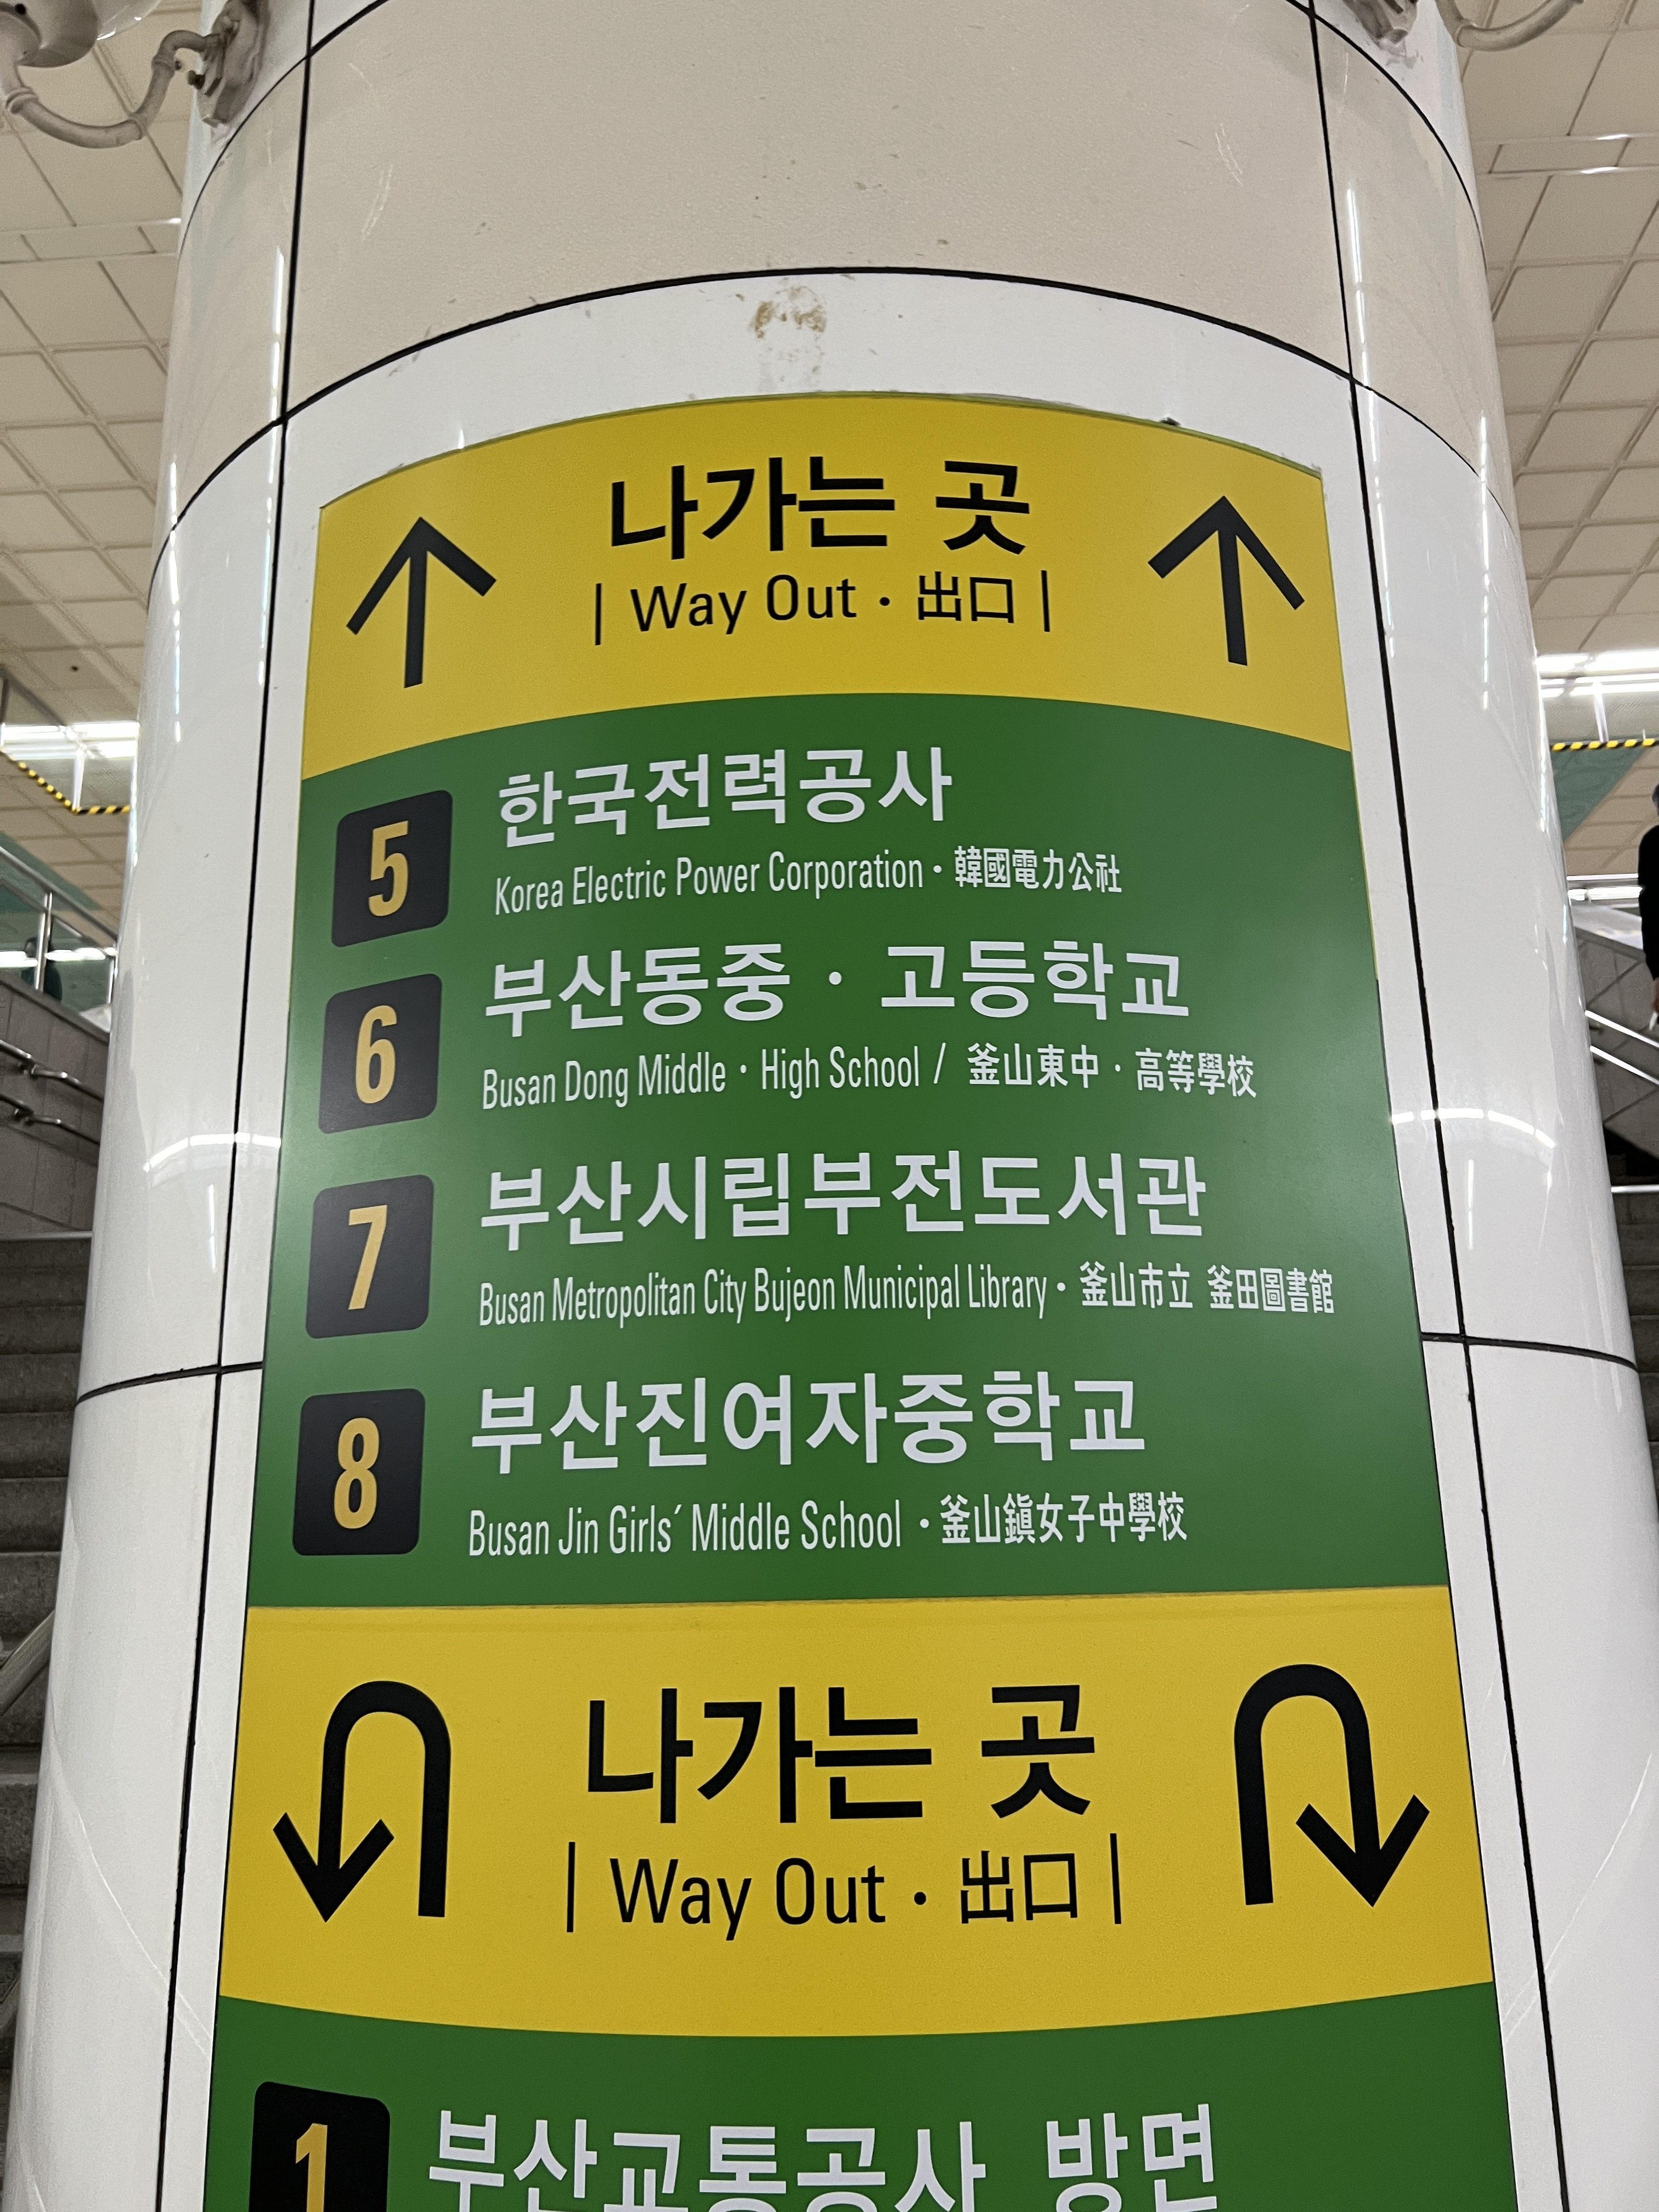 나가는 곳
| Way Out · 出口 |
5 한국전력공사
Korea Electric Power Corporation · 韓國電力公社
6 부산동중 · 고등학교
Busan Dong Middle · High School / 釜山東中 · 高等學校
7 부산시립부전도서관
Busan Metropolitan City Bujeon Municipal Library · 釜山市立 釜田圖書館
8 부산진여자중학교
Busan Jin Girls´ Middle School · 釜山鎭女子中學校
나가는 곳
| Way Out · 出口 |
1 부산교통공사 방면